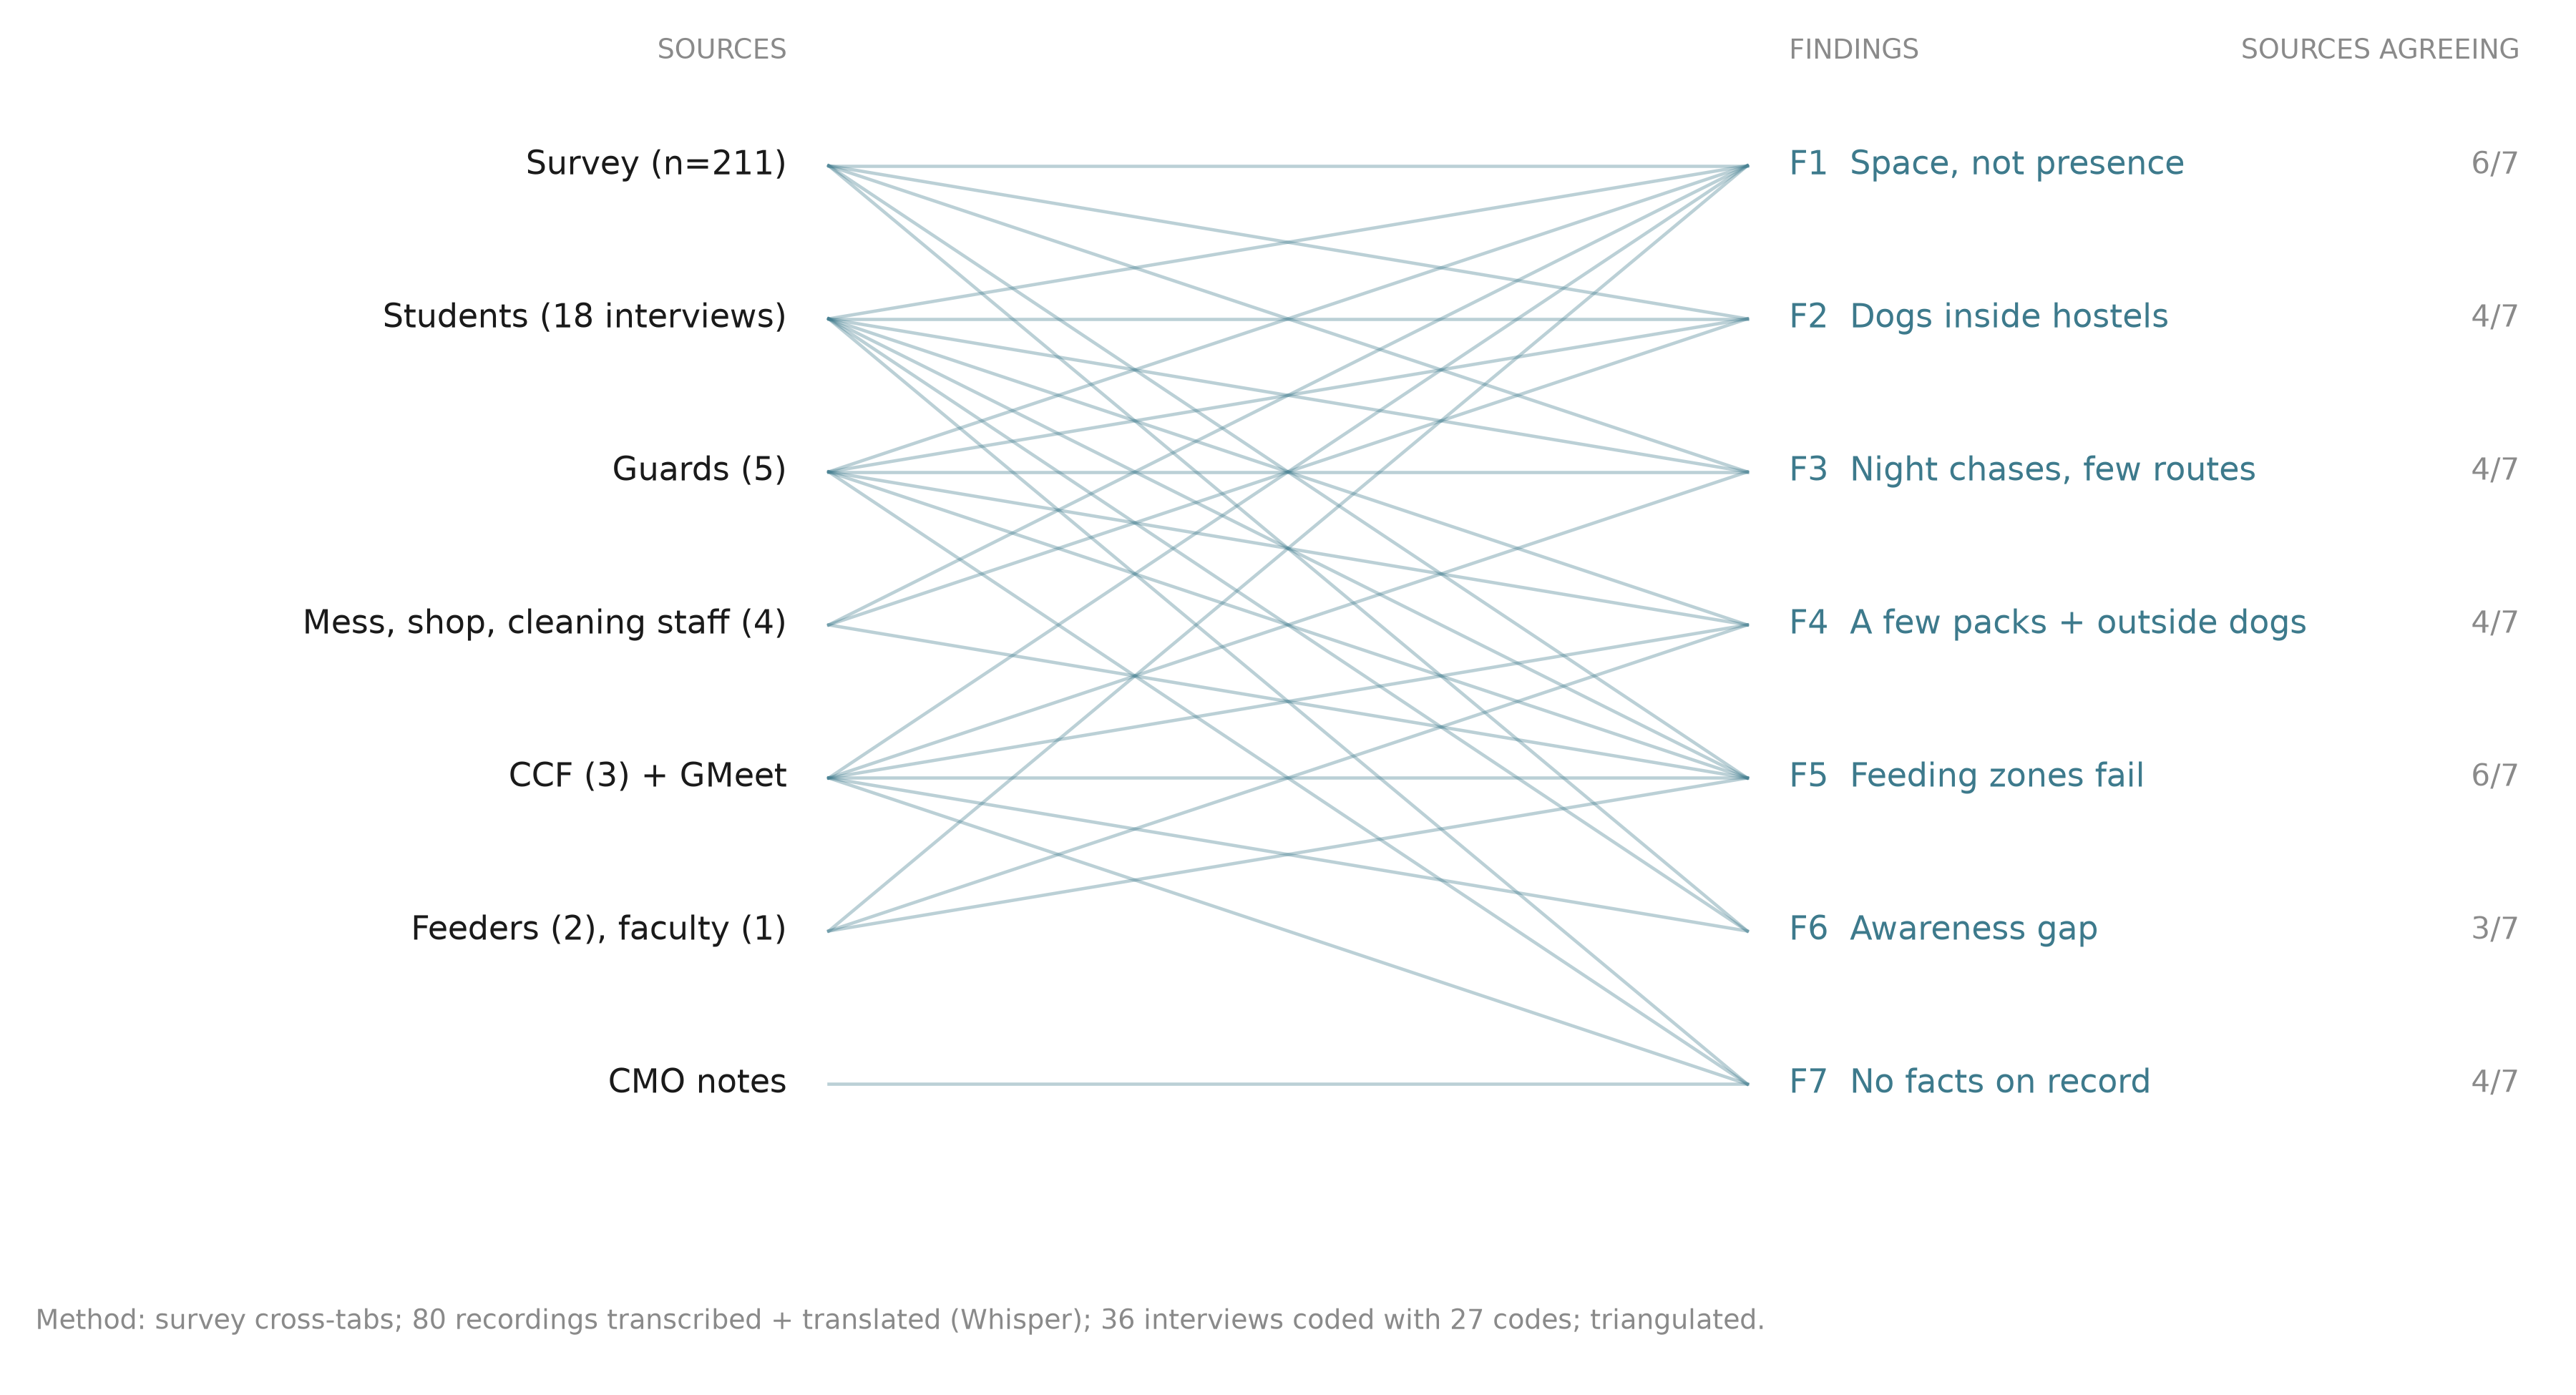 SOURCES FINDINGS SOURCES AGREEING
Survey (n=211) F1 Space, not presence 6/7
Students (18 interviews) F2 Dogs inside hostels 4/7
Guards (5) F3 Night chases, few routes 4/7
Mess, shop, cleaning staff (4) F4 A few packs + outside dogs 4/7
CCF (3) + GMeet F5 Feeding zones fail 6/7
Feeders (2), faculty (1) F6 Awareness gap 3/7
CMO notes F7 No facts on record 4/7
Method: survey cross-tabs; 80 recordings transcribed + translated (Whisper); 36 interviews coded with 27 codes; triangulated.